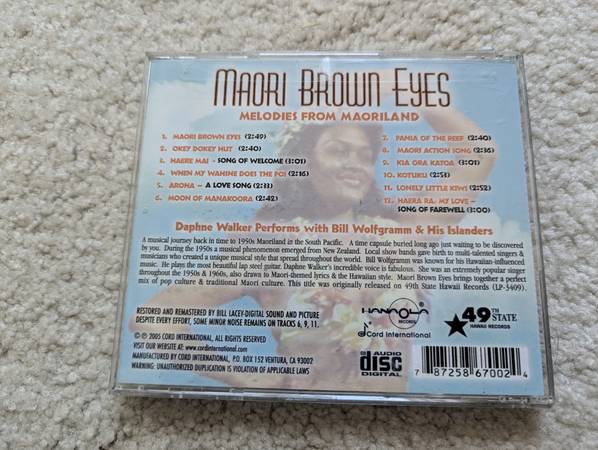 MAORI BROWN EYES
MELODIES FROM MAORILAND
1. MAORI BROWN EYES (2:49)
2. OKEY DOKEY HUT (2:40)
3. HAERE MAI - SONG OF WELCOME (3:01)
4. WHEN MY WAHINE DOES THE POI (2:36)
5. AROHA - A LOVE SONG (2:33)
6. MOON OF MANAKOORA (2:42)
7. PANIA OF THE REEF (2:40)
8. MAORI ACTION SONG (2:36)
9. KIA ORA KATOA (3:01)
10. KOTUKU (2:51)
11. LONELY LITTLE KIWI (2:52)
12. HAERA RA: MY LOVE -
SONG OF FAREWELL (3:00)
Daphne Walker Performs with Bill Wolfgramm & His Islanders
A musical journey back in time to 1950s Maoriland in the South Pacific. A time capsule buried long ago just waiting to be discovered
by you. During the 1950s a musical phenomenon emerged from New Zealand. Local show bands gave birth to multi-talented singers &
musicians who created a unique musical style that spread throughout the world. Bill Wolfgramm was known for his Hawaiian-influenced
music. He plays the most beautiful lap steel guitar. Daphne Walker's incredible voice is fabulous. She was an extremely popular singer
throughout the 1950s & 1960s, also drawn to Maori-themed lyrics & the Hawaiian style. Maori Brown Eyes brings together a perfect
mix of pop culture & traditional Maori culture. This title was originally released on 49th State Hawaii Records (LP-3409).
RESTORED AND REMASTERED BY BILL LACEY-DIGITAL SOUND AND PICTURE
DESPITE EVERY EFFORT, SOME MINOR NOISE REMAINS ON TRACKS 6, 9, 11.
© ℗ 2005 CORD INTERNATIONAL, ALL RIGHTS RESERVED
VISIT OUR WEBSITE AT: www.cordinternational.com
MANUFACTURED BY CORD INTERNATIONAL, P.O. BOX 152 VENTURA, CA 93002
WARNING: UNAUTHORIZED DUPLICATION IS VIOLATION OF APPLICABLE LAWS
HANAOLA
RECORDS
Cord International
49TH STATE
HAWAII RECORDS
COMPACT
disc
DIGITAL AUDIO
7 87258 67002 4